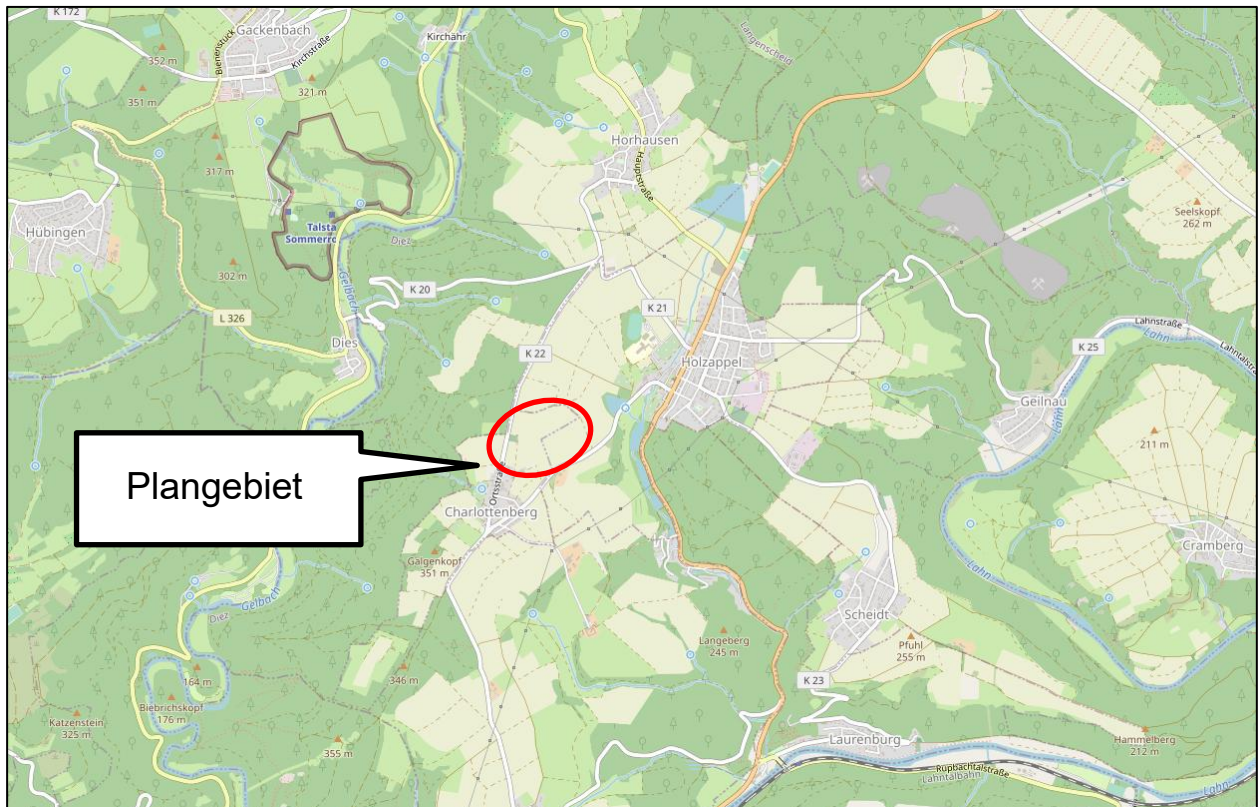 K 172
Gackenbach
Kirchähr
Bienenstück
Kirchstraße
352 m
351 m
321 m
Langenscheid
Horhausen
Hauptstraße
317 m
Hübingen
Talsta
Sommerro
Diez
Seelskopf
262 m
302 m
Gelbach
K 20
L 326
Dies
K 21
K 22
Holzappel
Lahnstraße
Lahn
Lahntalstra
K 25
Geilnau
211 m
Plangebiet
Ortsstraße
Charlottenberg
Galgenkopf
351 m
Cramberg
Gelbach
Diez
Lahn
Lahn
Scheidt
Langeberg
245 m
Pfuhl
255 m
346 m
164 m
Biebrichskopf
176 m
K 23
Katzenstein
325 m
355 m
Laurenburg
Hammelberg
212 m
Rupbachtalstraße
Lahntalbahn